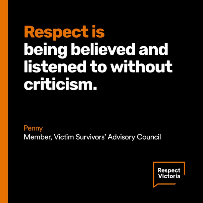 Respect is
being believed and
listened to without
criticism.
Penny
Member, Victim Survivors' Advisory Council
Respect
Victoria